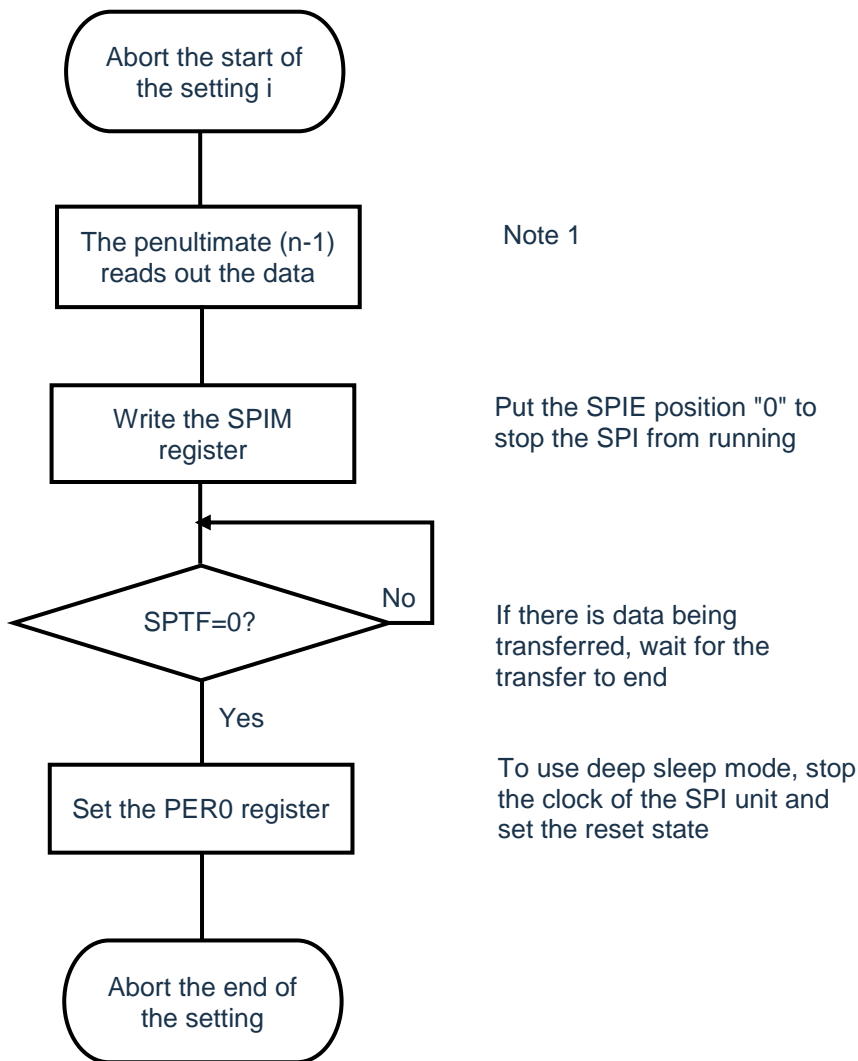 Abort the start of
the setting i
The penultimate (n-1)
reads out the data
Note 1
Write the SPIM
register
Put the SPIE position "0" to
stop the SPI from running
No
SPTF=0?
If there is data being
transferred, wait for the
transfer to end
Yes
Set the PER0 register
To use deep sleep mode, stop
the clock of the SPI unit and
set the reset state
Abort the end of
the setting